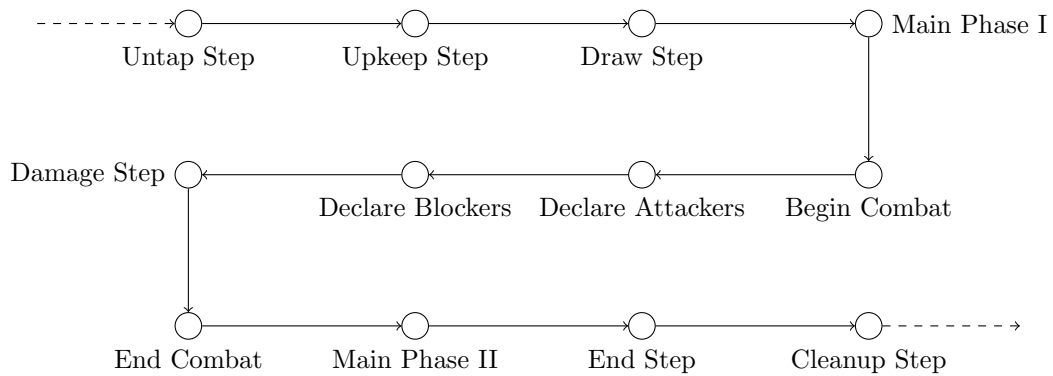 Untap Step
Upkeep Step
Draw Step
Main Phase I
Damage Step
Declare Blockers
Declare Attackers
Begin Combat
End Combat
Main Phase II
End Step
Cleanup Step